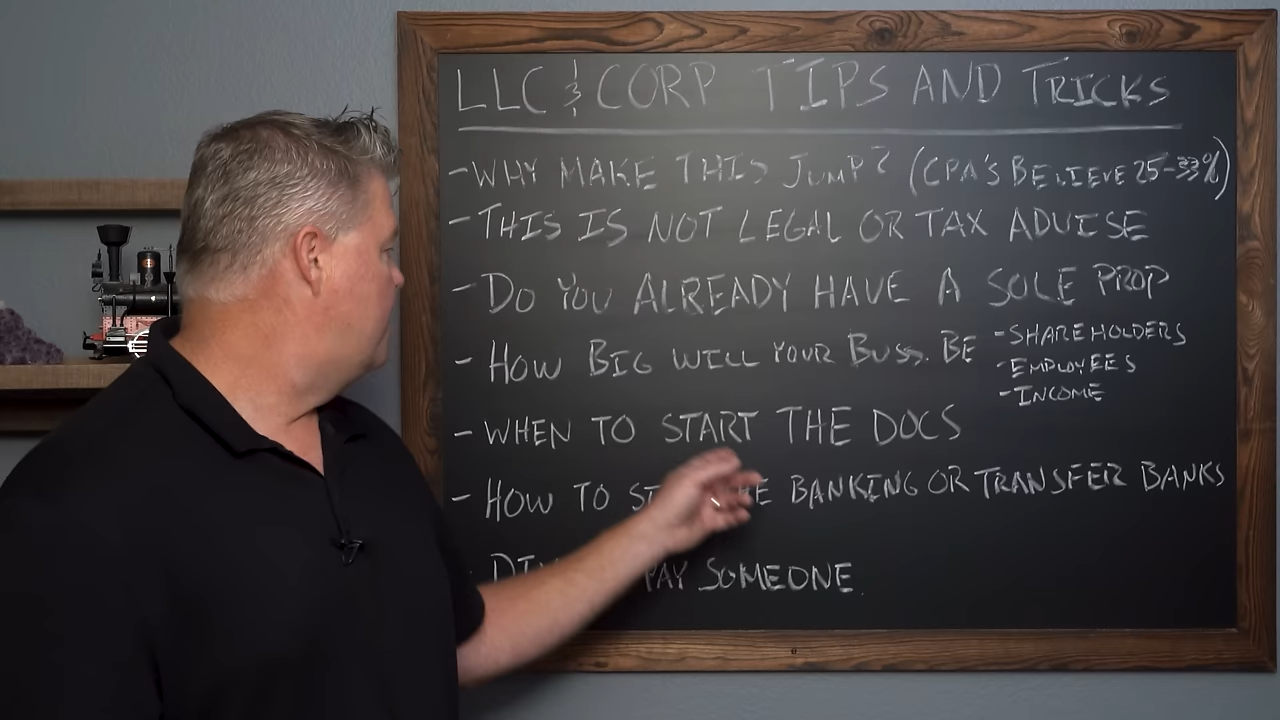 LLC & CORP TIPS AND TRICKS
- WHY MAKE THIS JUMP? (CPA'S BELIEVE 25-33%)
- THIS IS NOT LEGAL OR TAX ADVISE
- DO YOU ALREADY HAVE A SOLE PROP
- HOW BIG WILL YOUR BUSS. BE
- SHAREHOLDERS
- EMPLOYEES
- INCOME
- WHEN TO START THE DOCS
- HOW TO BANKING OR TRANSFER BANKS
- PAY SOMEONE.